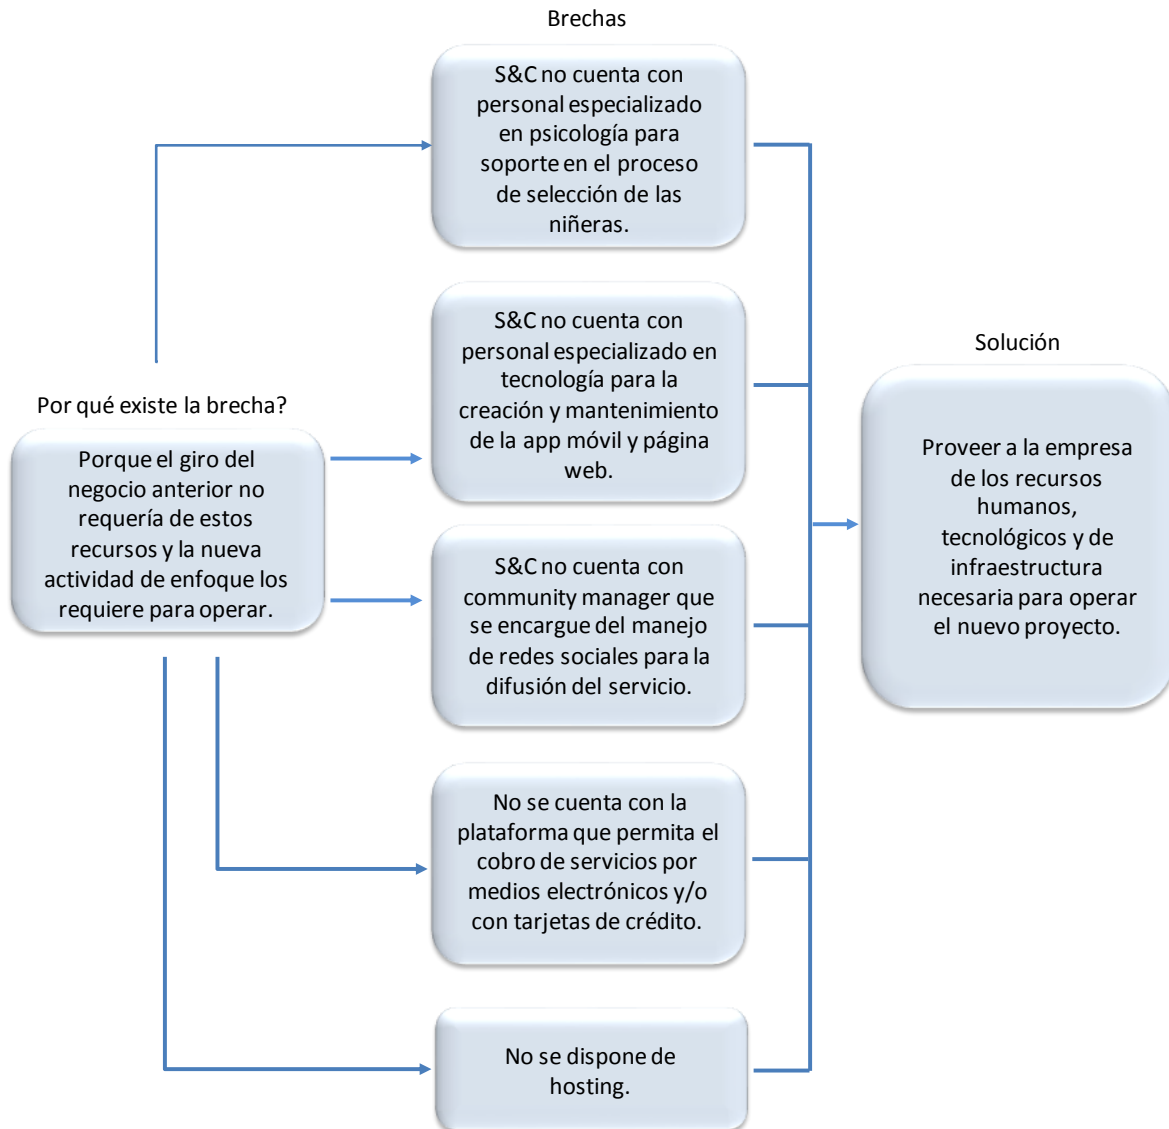 Brechas
S&C no cuenta con
personal especializado
en psicología para
soporte en el proceso
de selección de las
niñeras.
S&C no cuenta con
personal especializado en
tecnología para la
creación y mantenimiento
de la app móvil y página
web.
Por qué existe la brecha?
Porque el giro del
negocio anterior no
requería de estos
recursos y la nueva
actividad de enfoque los
requiere para operar.
S&C no cuenta con
community manager que
se encargue del manejo
de redes sociales para la
difusión del servicio.
No se cuenta con la
plataforma que permita el
cobro de servicios por
medios electrónicos y/o
con tarjetas de crédito.
No se dispone de
hosting.
Solución
Proveer a la empresa
de los recursos
humanos,
tecnológicos y de
infraestructura
necesaria para operar
el nuevo proyecto.